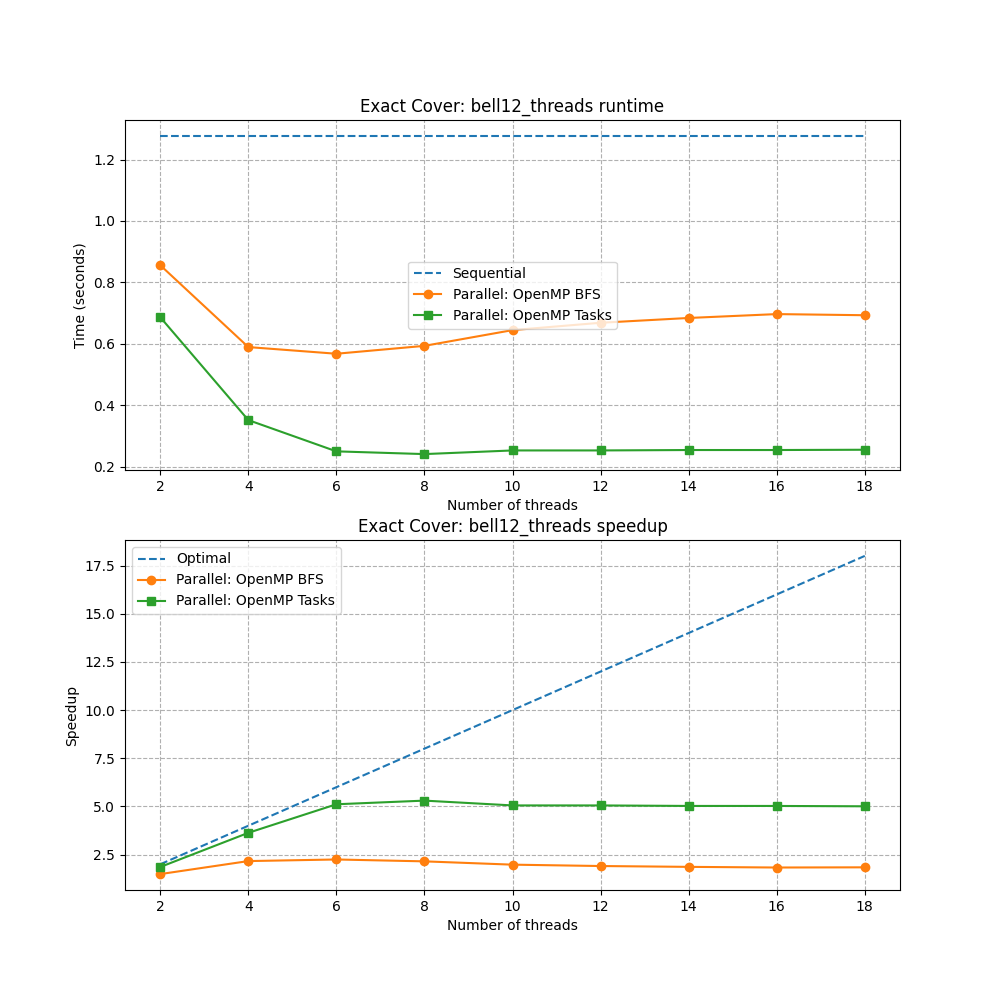 Exact Cover: bell12_threads runtime
1.2
1.0
0.8
0.6
0.4
0.2
Time (seconds)
Sequential
Parallel: OpenMP BFS
Parallel: OpenMP Tasks
2 4 6 8 10 12 14 16 18
Number of threads
Exact Cover: bell12_threads speedup
17.5
15.0
12.5
10.0
7.5
5.0
2.5
Speedup
Optimal
Parallel: OpenMP BFS
Parallel: OpenMP Tasks
2 4 6 8 10 12 14 16 18
Number of threads